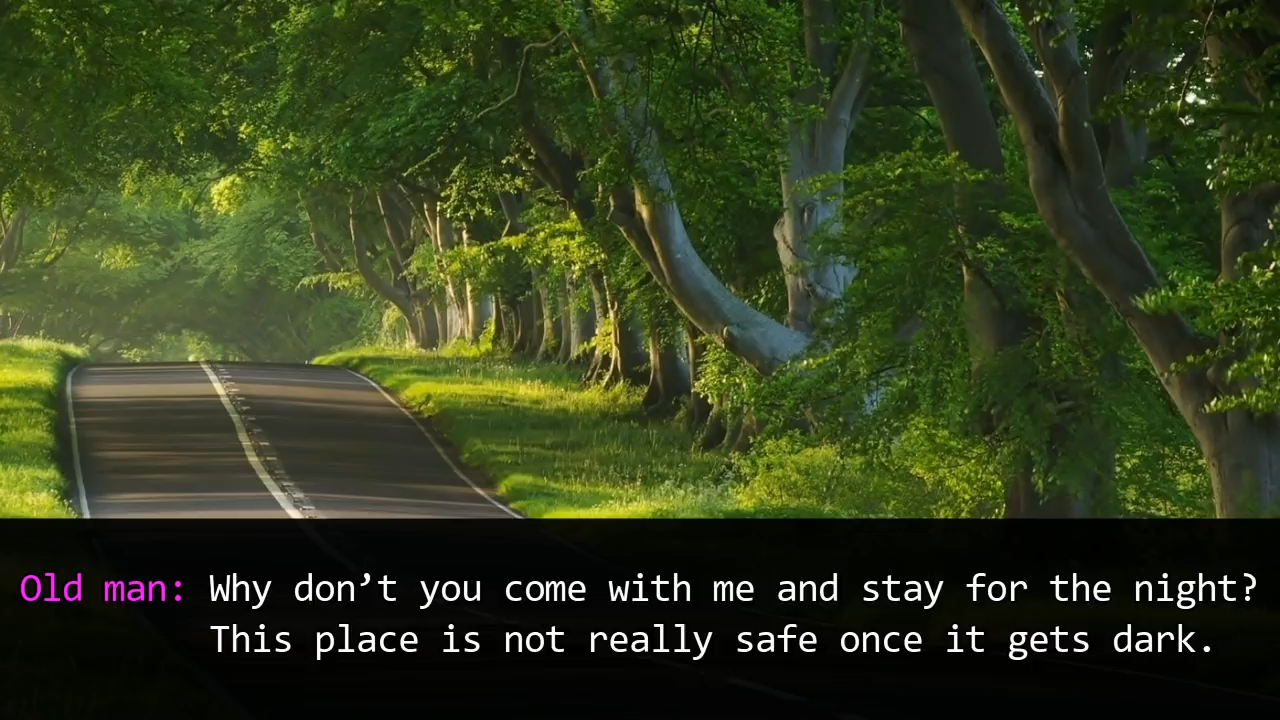 Old man: Why don’t you come with me and stay for the night?
This place is not really safe once it gets dark.